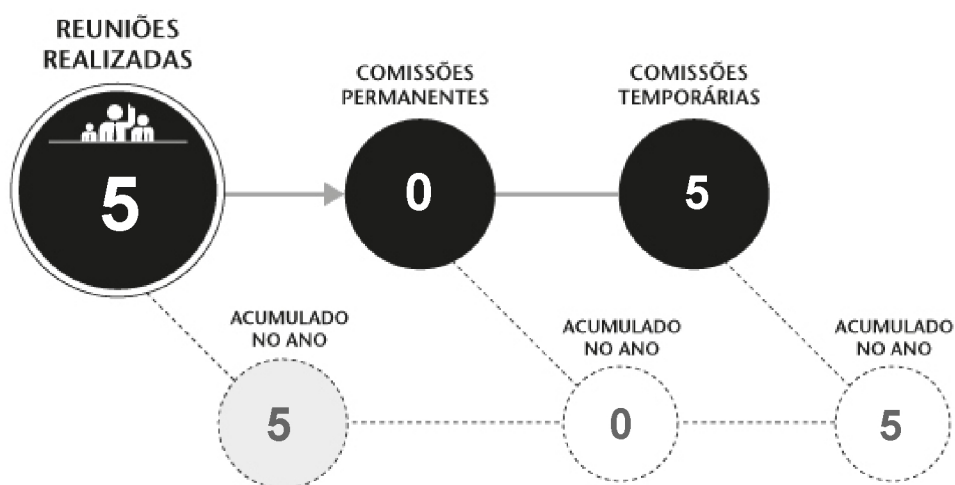 REUNIÕES
REALIZADAS
5
COMISSÕES
PERMANENTES
0
COMISSÕES
TEMPORÁRIAS
5
ACUMULADO
NO ANO
5
ACUMULADO
NO ANO
0
ACUMULADO
NO ANO
5